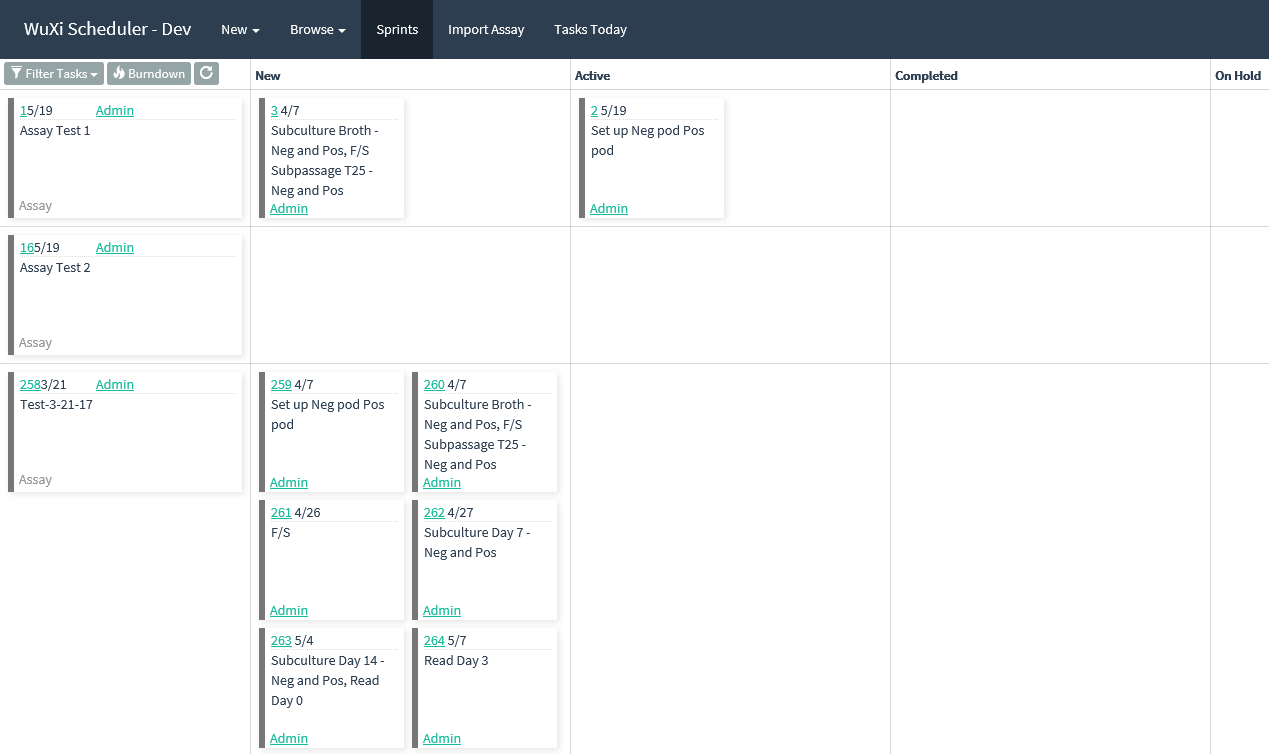 WuXi Scheduler - Dev New Browse Sprints Import Assay Tasks Today
Filter Tasks Burndown New Active Completed On Hold
15/19 Admin
Assay Test 1
Assay
3 4/7
Subculture Broth -
Neg and Pos, F/S
Subpassage T25 -
Neg and Pos
Admin
2 5/19
Set up Neg pod Pos
pod
Admin
165/19 Admin
Assay Test 2
Assay
2583/21 Admin
Test-3-21-17
Assay
259 4/7
Set up Neg pod Pos
pod
Admin
260 4/7
Subculture Broth -
Neg and Pos, F/S
Subpassage T25 -
Neg and Pos
Admin
261 4/26
F/S
Admin
262 4/27
Subculture Day 7 -
Neg and Pos
Admin
263 5/4
Subculture Day 14 -
Neg and Pos, Read
Day 0
Admin
264 5/7
Read Day 3
Admin